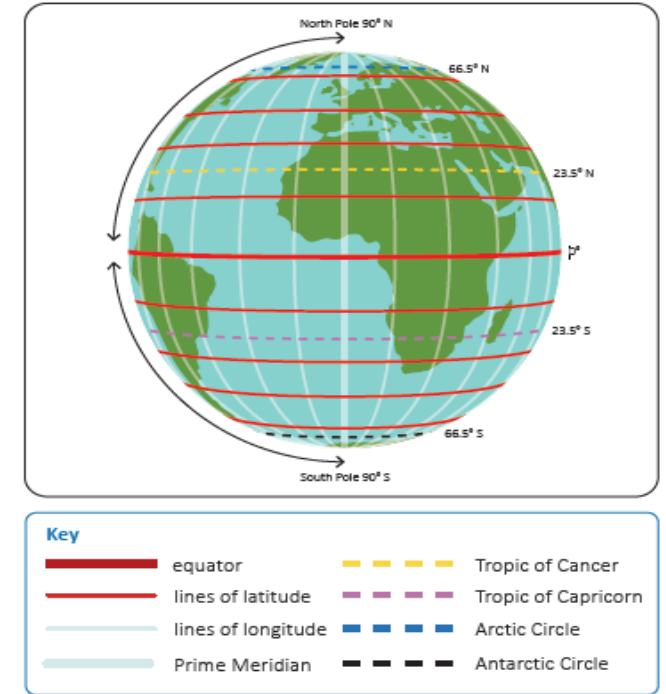 North Pole 90° N
66.5° N
23.5° N
23.5° S
66.5° S
South Pole 90° S
Key
equator
lines of latitude
lines of longitude
Prime Meridian
Tropic of Cancer
Tropic of Capricorn
Arctic Circle
Antarctic Circle